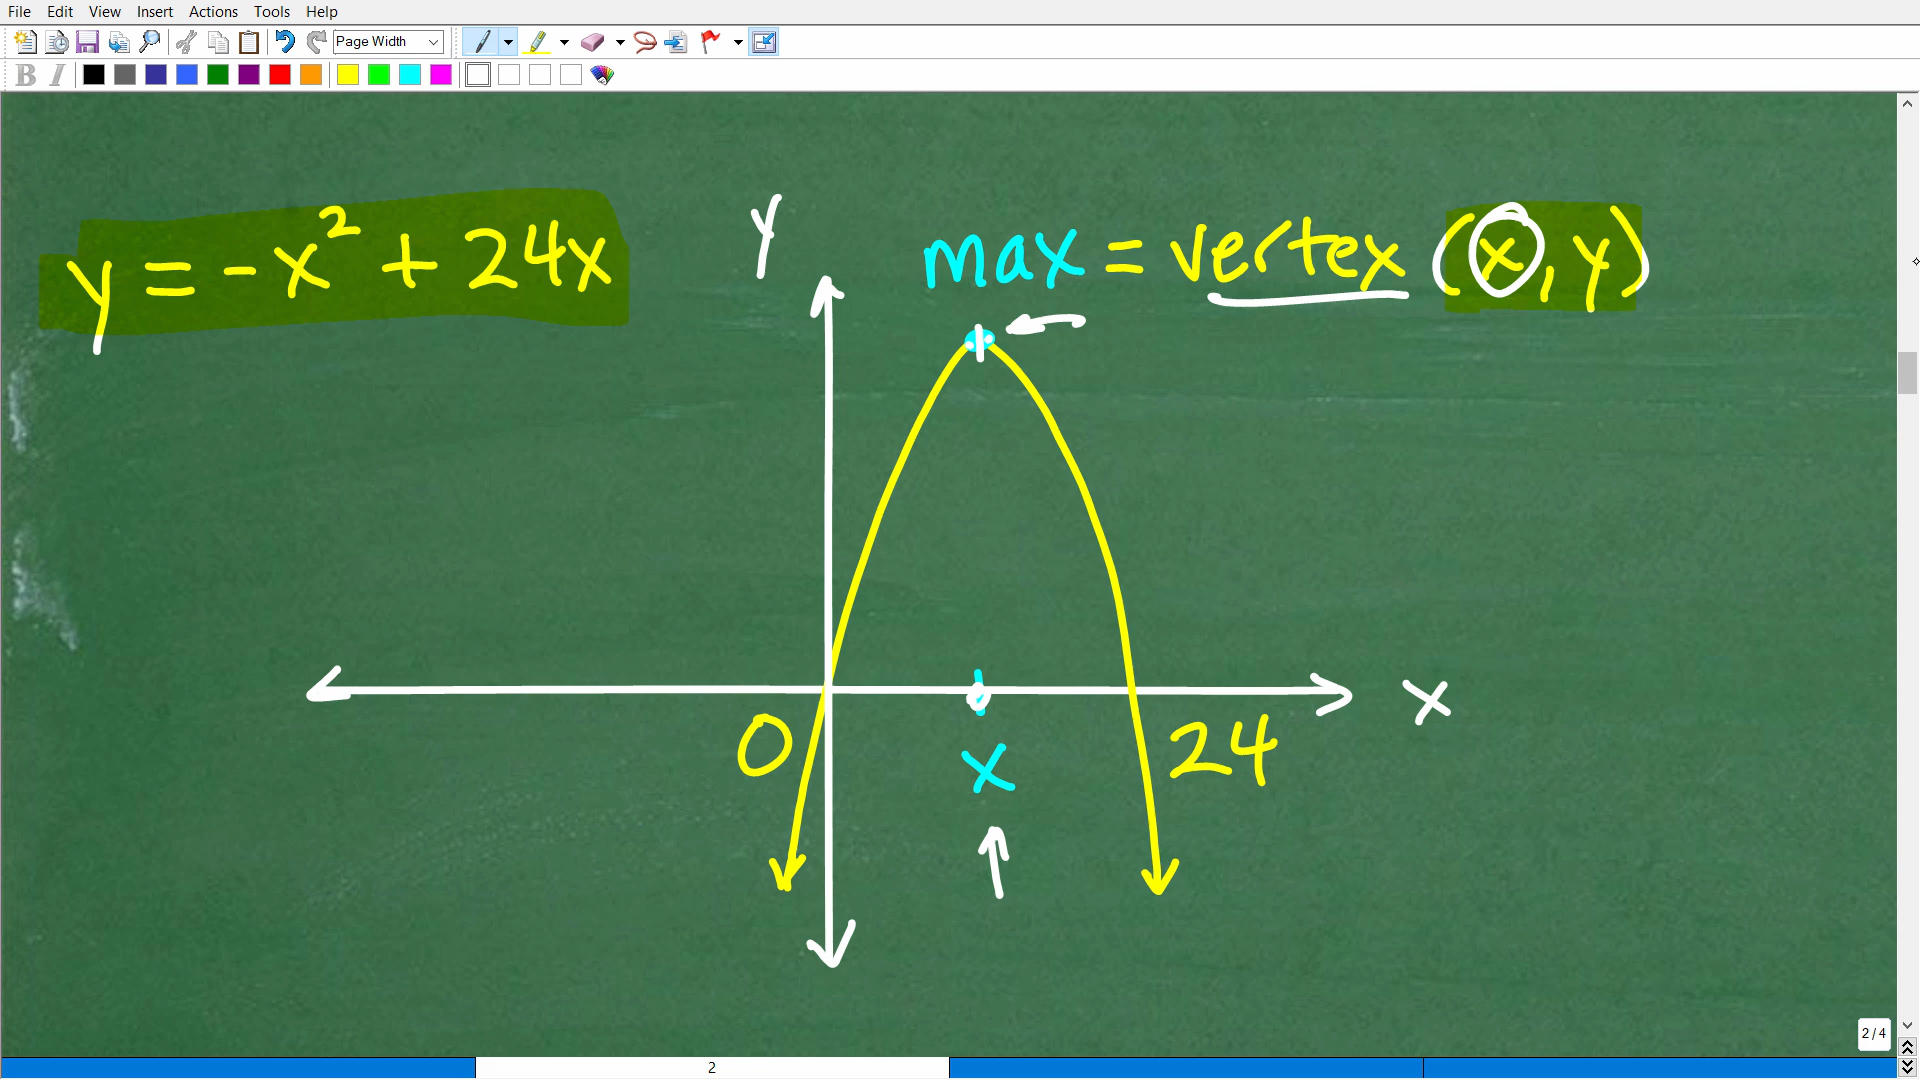 File Edit View Insert Actions Tools Help
Page Width
B I
y = -x² + 24x
y
max = vertex (x, y)
x
0
24
x
2 / 4
2